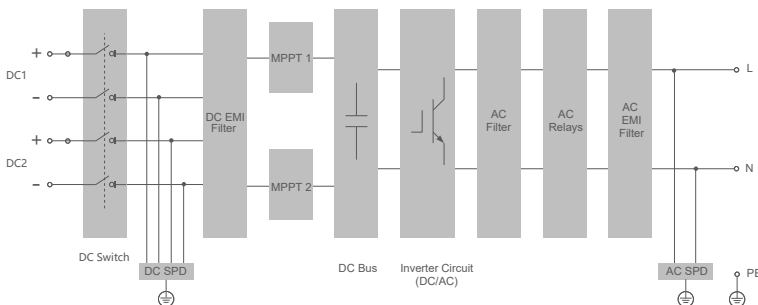 +
DC1
-
+
DC2
-
DC Switch
DC SPD
DC EMI
Filter
MPPT 1
MPPT 2
DC Bus
Inverter Circuit
(DC/AC)
AC
Filter
AC
Relays
AC
EMI
Filter
AC SPD
L
N
PE